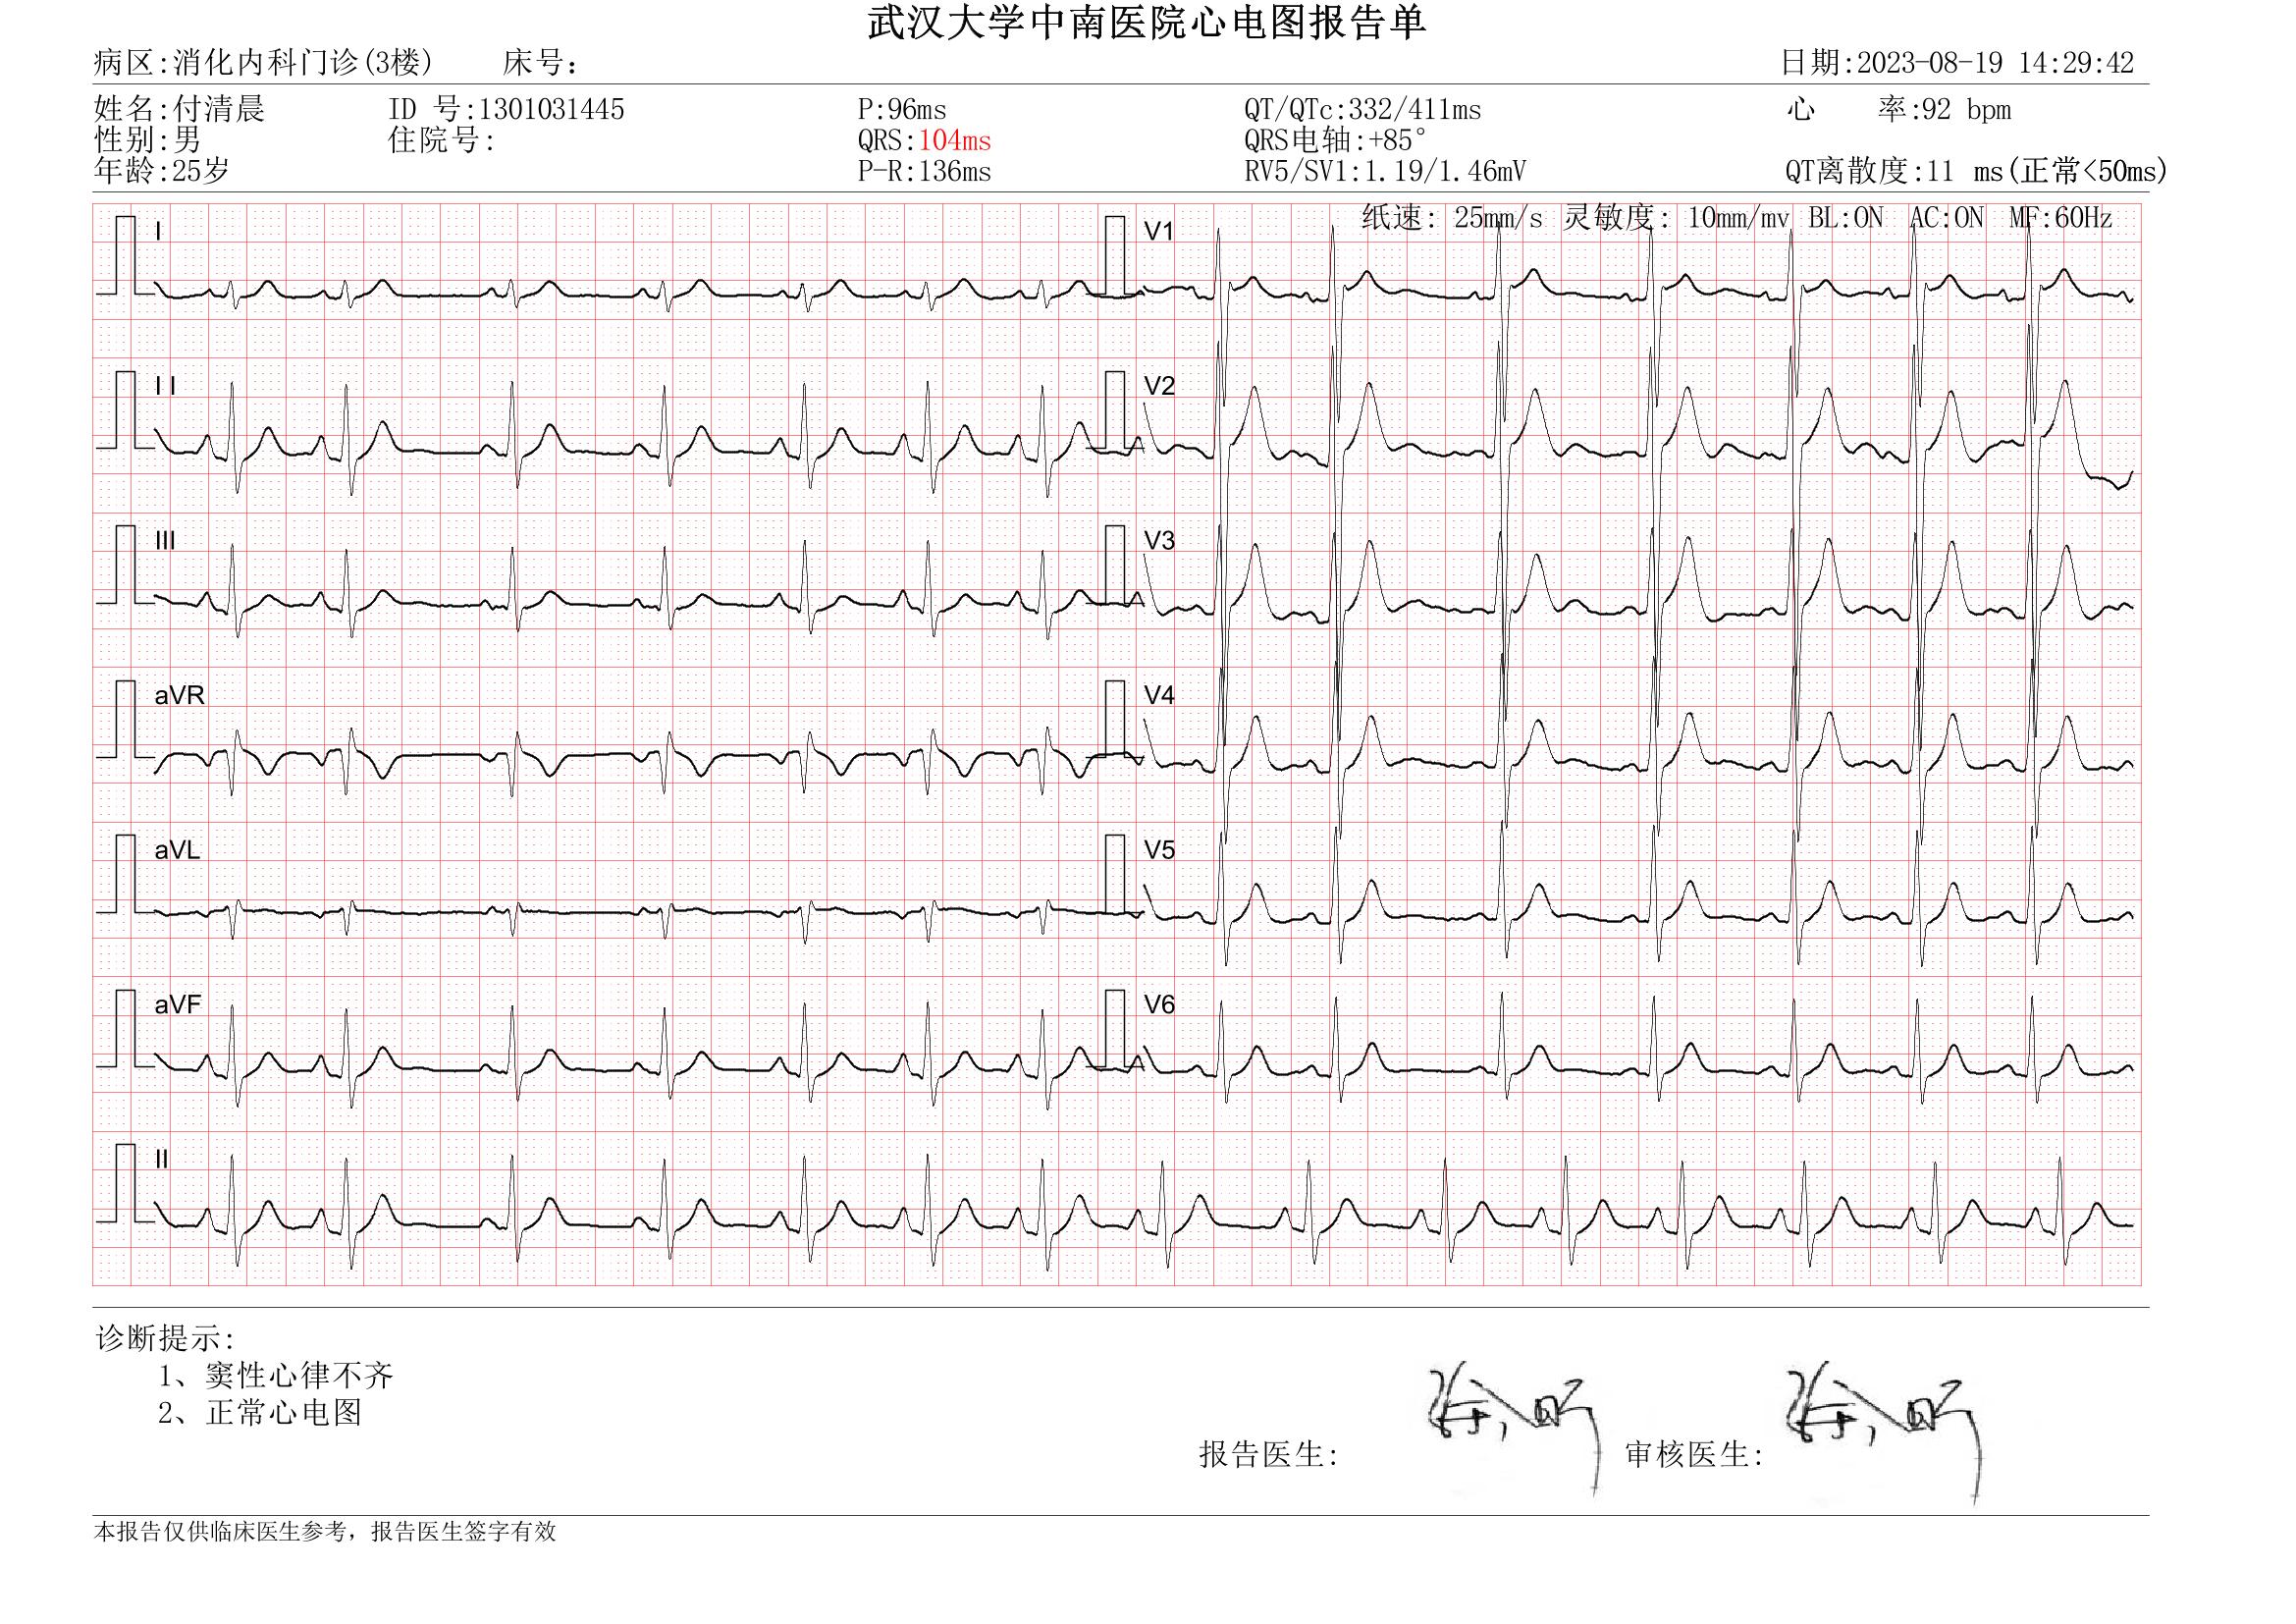 武汉大学中南医院心电图报告单
病区:消化内科门诊(3楼) 床号: 日期:2023-08-19 14:29:42
姓名:付清晨 ID 号:1301031445 P:96ms QT/QTc:332/411ms 心 率:92 bpm
性别:男 住院号: QRS:104ms QRS电轴:+85°
年龄:25岁 P-R:136ms RV5/SV1:1.19/1.46mV QT离散度:11 ms(正常<50ms)
纸速: 25mm/s 灵敏度: 10mm/mv BL:ON AC:ON MF:60Hz
I V1
II V2
III V3
aVR V4
aVL V5
aVF V6
II
诊断提示:
1、窦性心律不齐
2、正常心电图
报告医生: 审核医生:
本报告仅供临床医生参考，报告医生签字有效